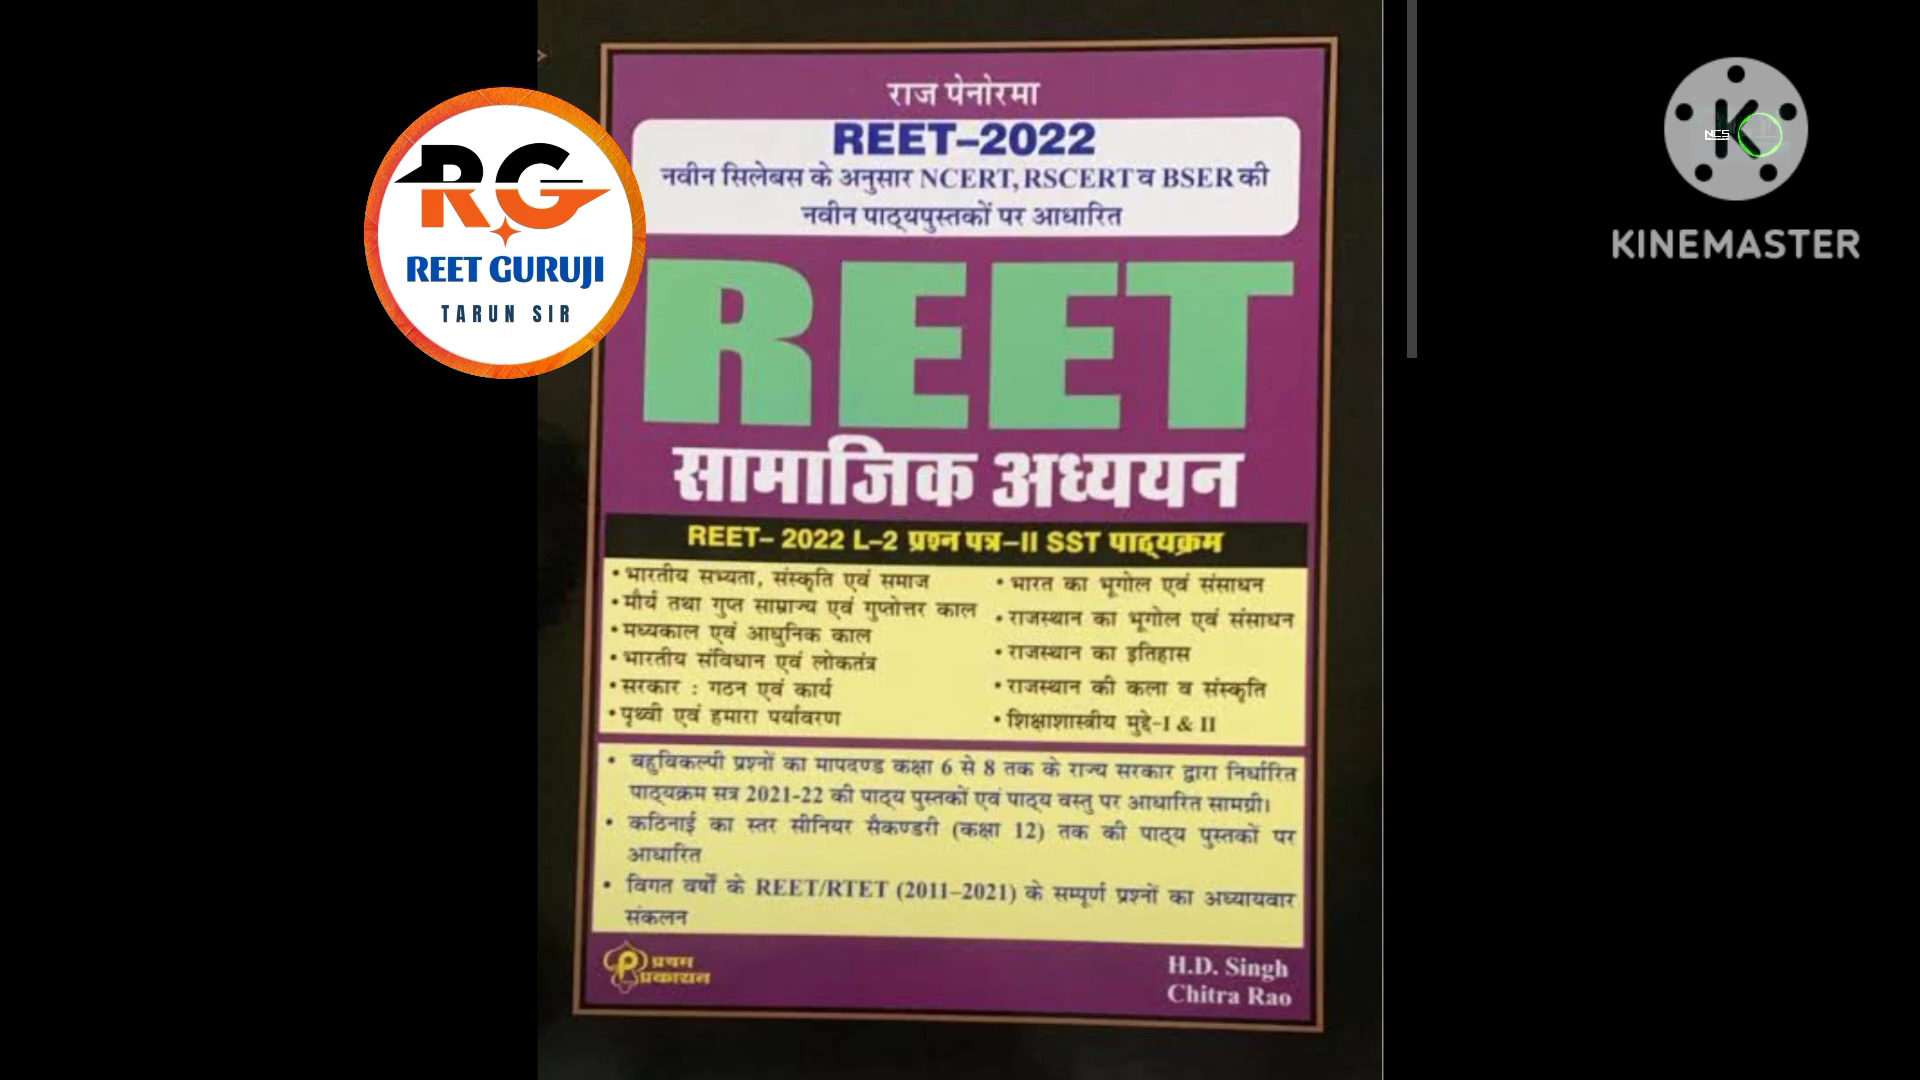 राज पेनोरमा
REET–2022
नवीन सिलेबस के अनुसार NCERT, RSCERT व BSER की
नवीन पाठ्यपुस्तकों पर आधारित
RG
REET GURUJI
TARUN SIR
NCS
K
KINEMASTER
REET
सामाजिक अध्ययन
REET– 2022 L–2 प्रश्न पत्र–II SST पाठ्यक्रम
• भारतीय सभ्यता, संस्कृति एवं समाज
• मौर्य तथा गुप्त साम्राज्य एवं गुप्तोत्तर काल
• मध्यकाल एवं आधुनिक काल
• भारतीय संविधान एवं लोकतंत्र
• सरकार : गठन एवं कार्य
• पृथ्वी एवं हमारा पर्यावरण
• भारत का भूगोल एवं संसाधन
• राजस्थान का भूगोल एवं संसाधन
• राजस्थान का इतिहास
• राजस्थान की कला व संस्कृति
• शिक्षाशास्त्रीय मुद्दे-I & II
• बहुविकल्पी प्रश्नों का मापदण्ड कक्षा 6 से 8 तक के राज्य सरकार द्वारा निर्धारित
पाठ्यक्रम सत्र 2021-22 की पाठ्य पुस्तकों एवं पाठ्य वस्तु पर आधारित सामग्री।
• कठिनाई का स्तर सीनियर सैकण्डरी (कक्षा 12) तक की पाठ्य पुस्तकों पर
आधारित
• विगत वर्षों के REET/RTET (2011–2021) के सम्पूर्ण प्रश्नों का अध्यायवार
संकलन
P प्रथम
प्रकाशन
H.D. Singh
Chitra Rao